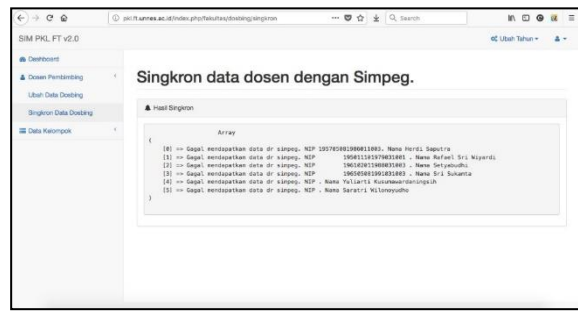 pkl.ft.unnes.ac.id/index.php/fakultas/dosbing/singkron
Search
SIM PKL FT v2.0
Ubah Tahun
Dashboard
Dosen Pembimbing
Ubah Data Dosbing
Singkron Data Dosbing
Data Kelompok
Singkron data dosen dengan Simpeg.
Hasil Singkron
Array
(
[0] => Gagal mendapatkan data dr simpeg. NIP Nama Herdi Saputra
[1] => Gagal mendapatkan data dr simpeg. NIP 195011101979031001 . Nama Rafael Sri Wiyardi
[2] => Gagal mendapatkan data dr simpeg. NIP . Nama Setyabudhi
[3] => Gagal mendapatkan data dr simpeg. NIP 196505081991031003 . Nama Sri Sukamta
[4] => Gagal mendapatkan data dr simpeg. NIP . Nama Yuliarti Kusumawardaningsih
[5] => Gagal mendapatkan data dr simpeg. NIP . Nama Saratri Wilonoyudho
)